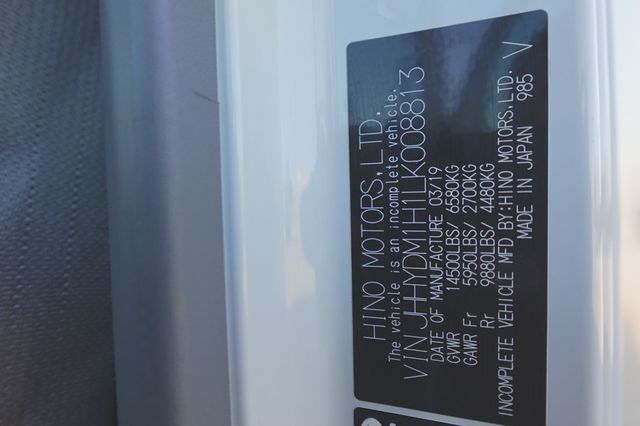 HINO MOTORS,LTD.
The vehicle is an incomplete vehicle.
VIN JHHYDM1H1LK008813
DATE OF MANUFACTURE 03/19
GVWR 14500LBS/ 6580KG
GAWR Fr 5950LBS/ 2700KG
Rr 9880LBS/ 4480KG
INCOMPLETE VEHICLE MFD BY:HINO MOTORS,LTD. V
MADE IN JAPAN 985